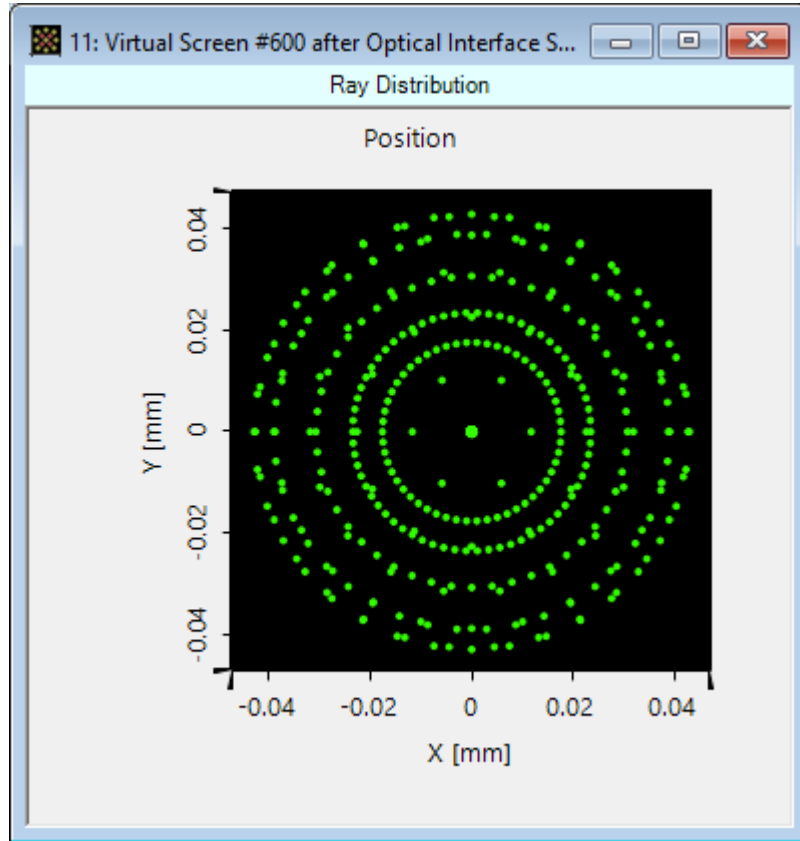 11: Virtual Screen #600 after Optical Interface S...
Ray Distribution
Position
Y [mm]
0.04
0.02
0
-0.02
-0.04
-0.04 -0.02 0 0.02 0.04
X [mm]